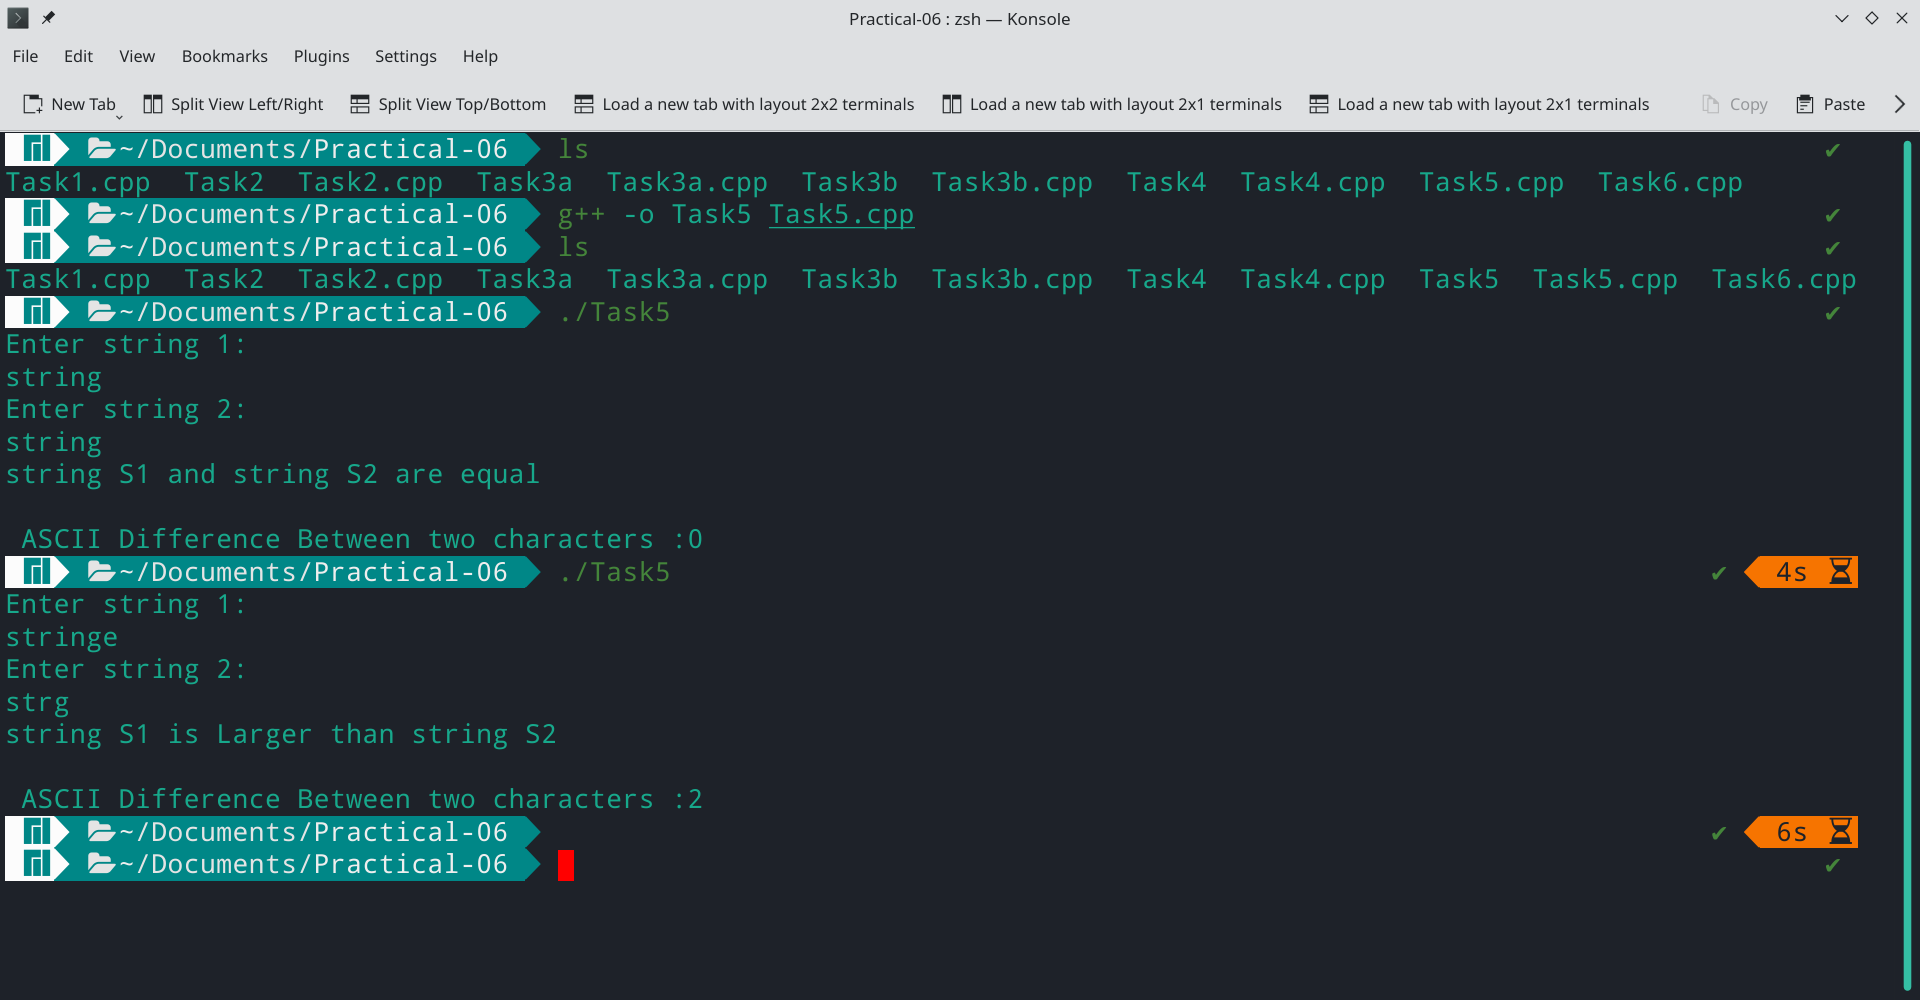 Practical-06 : zsh — Konsole
File Edit View Bookmarks Plugins Settings Help
New Tab Split View Left/Right Split View Top/Bottom Load a new tab with layout 2x2 terminals Load a new tab with layout 2x1 terminals Load a new tab with layout 2x1 terminals Copy Paste
~/Documents/Practical-06 ls ✔
Task1.cpp Task2 Task2.cpp Task3a Task3a.cpp Task3b Task3b.cpp Task4 Task4.cpp Task5.cpp Task6.cpp
~/Documents/Practical-06 g++ -o Task5 Task5.cpp ✔
~/Documents/Practical-06 ls ✔
Task1.cpp Task2 Task2.cpp Task3a Task3a.cpp Task3b Task3b.cpp Task4 Task4.cpp Task5 Task5.cpp Task6.cpp
~/Documents/Practical-06 ./Task5 ✔
Enter string 1:
string
Enter string 2:
string
string S1 and string S2 are equal
ASCII Difference Between two characters :0
~/Documents/Practical-06 ./Task5 ✔ 4s
Enter string 1:
stringe
Enter string 2:
strg
string S1 is Larger than string S2
ASCII Difference Between two characters :2
~/Documents/Practical-06 ✔ 6s
~/Documents/Practical-06 ✔